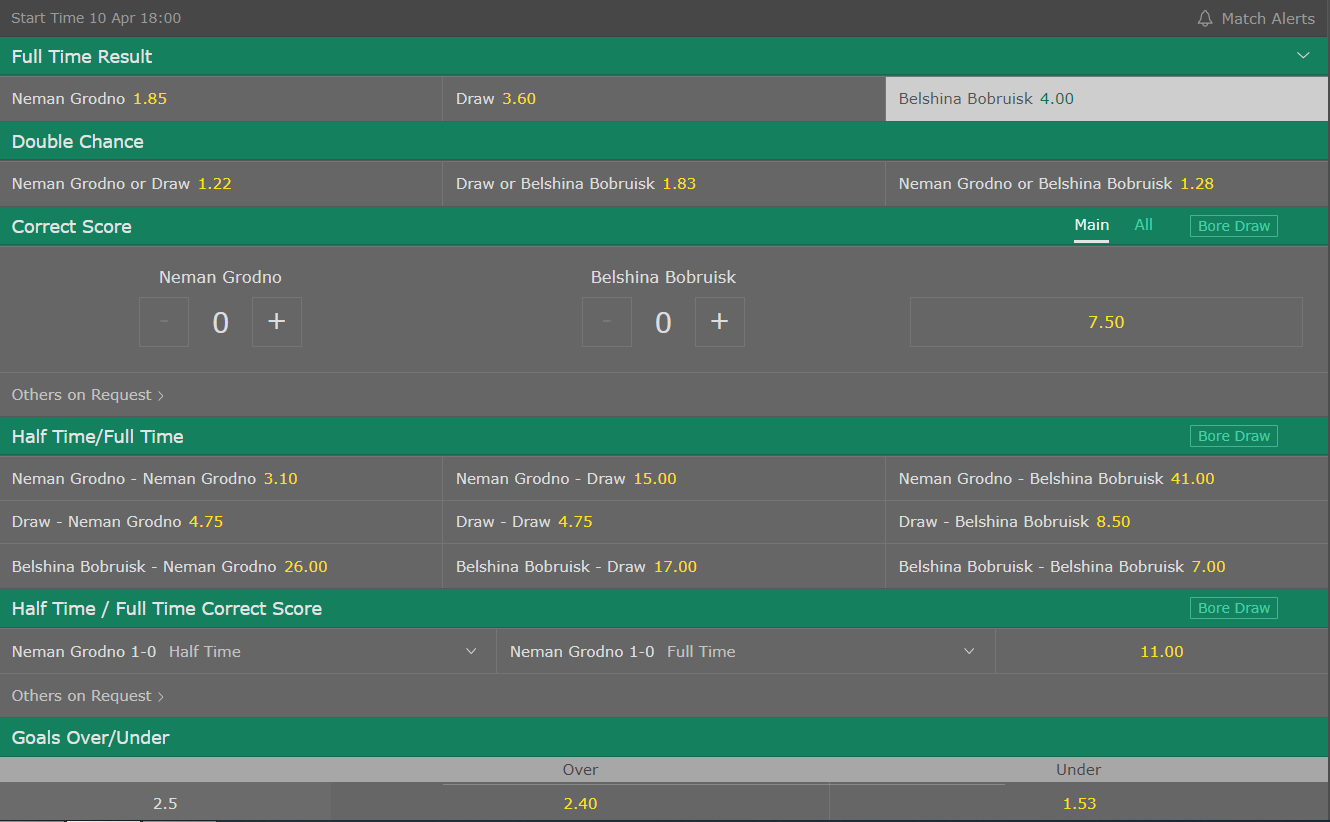 Start Time 10 Apr 18:00 Match Alerts
Full Time Result
Neman Grodno 1.85 Draw 3.60 Belshina Bobruisk 4.00
Double Chance
Neman Grodno or Draw 1.22 Draw or Belshina Bobruisk 1.83 Neman Grodno or Belshina Bobruisk 1.28
Correct Score Main All Bore Draw
Neman Grodno Belshina Bobruisk
- 0 + - 0 + 7.50
Others on Request >
Half Time/Full Time Bore Draw
Neman Grodno - Neman Grodno 3.10 Neman Grodno - Draw 15.00 Neman Grodno - Belshina Bobruisk 41.00
Draw - Neman Grodno 4.75 Draw - Draw 4.75 Draw - Belshina Bobruisk 8.50
Belshina Bobruisk - Neman Grodno 26.00 Belshina Bobruisk - Draw 17.00 Belshina Bobruisk - Belshina Bobruisk 7.00
Half Time / Full Time Correct Score Bore Draw
Neman Grodno 1-0 Half Time Neman Grodno 1-0 Full Time 11.00
Others on Request >
Goals Over/Under
Over Under
2.5 2.40 1.53